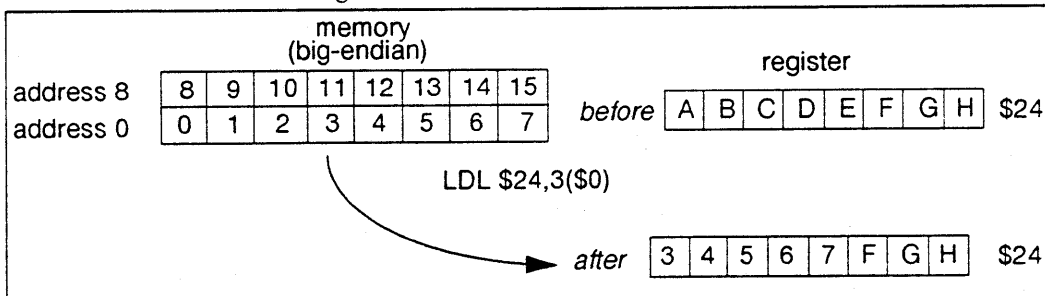 memory
(big-endian)
register
address 8 8 9 10 11 12 13 14 15
before A B C D E F G H $24
address 0 0 1 2 3 4 5 6 7
LDL $24,3($0)
after 3 4 5 6 7 F G H $24